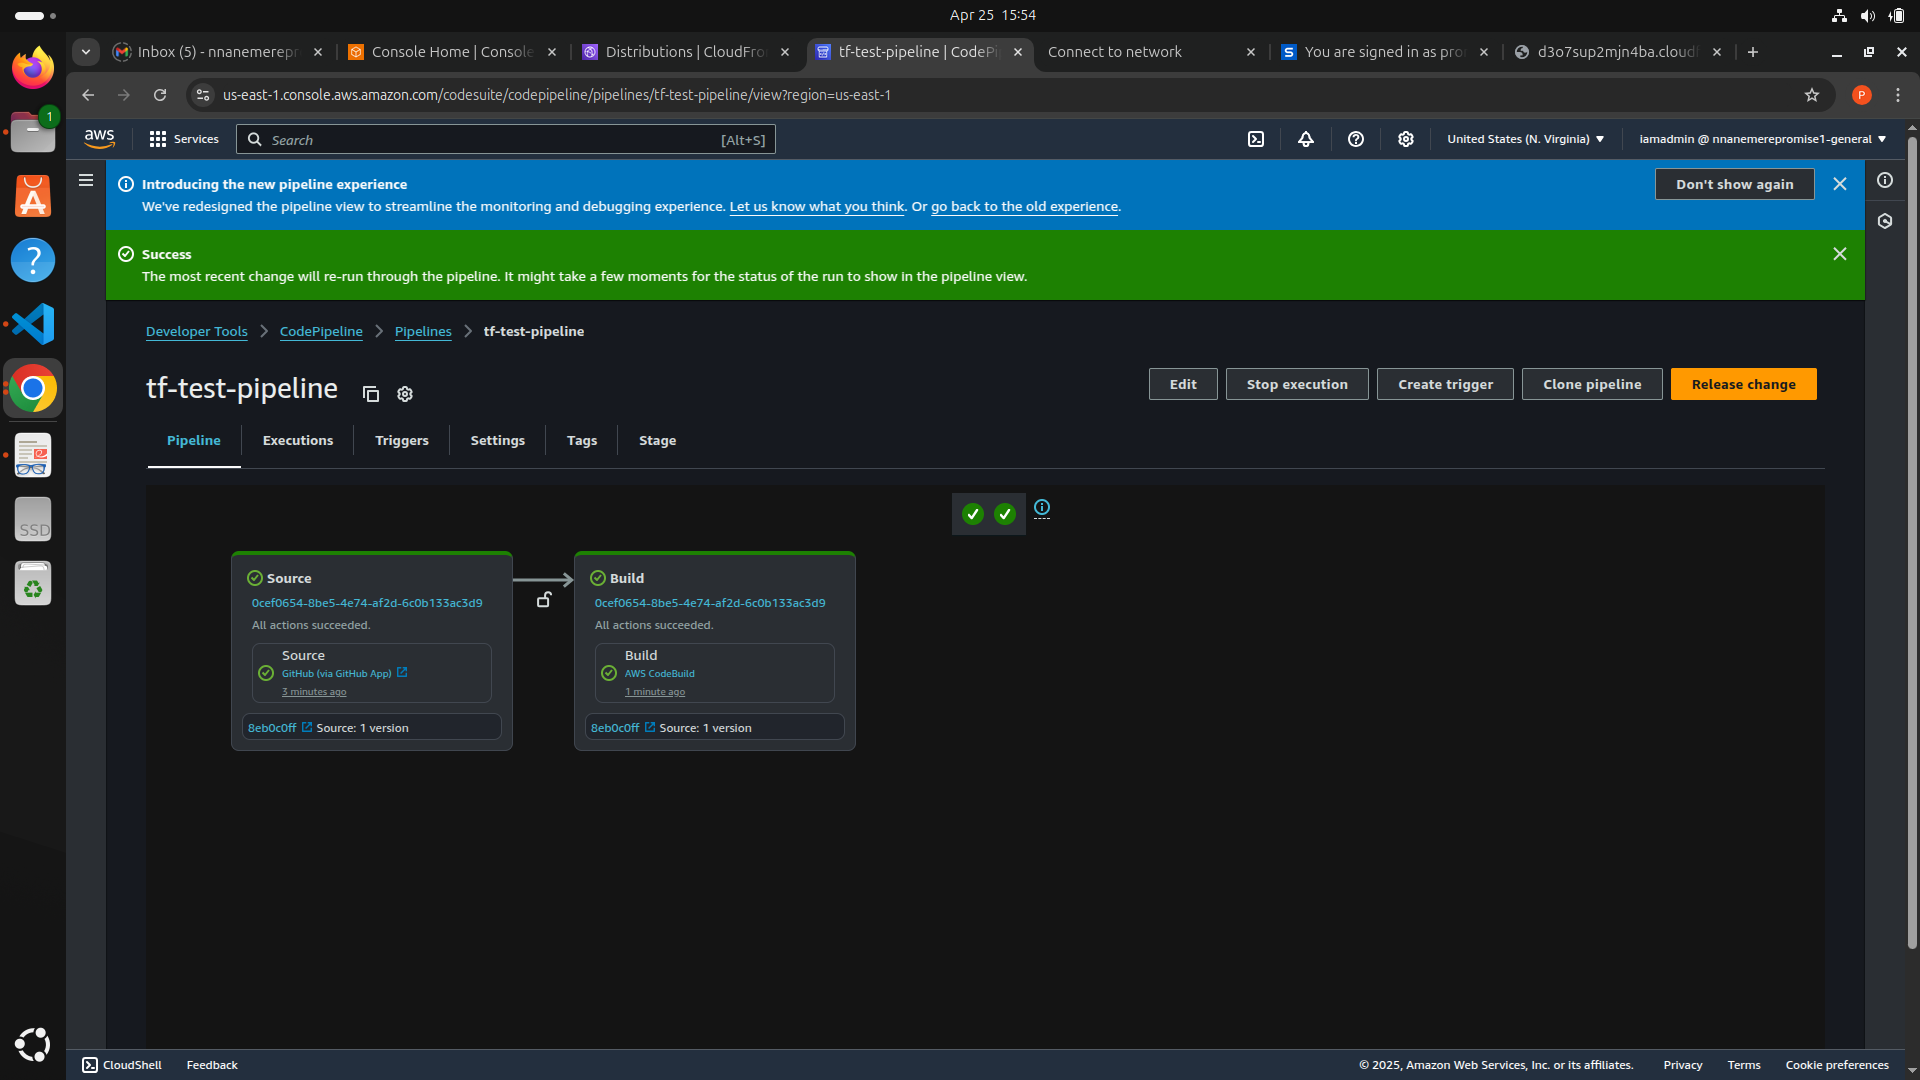 Apr 25 15:54
Inbox (5) - nnanemerepr
Console Home | Console
Distributions | CloudFro
tf-test-pipeline | CodePi
Connect to network
You are signed in as pro
d3o7sup2mjn4ba.cloudf
us-east-1.console.aws.amazon.com/codesuite/codepipeline/pipelines/tf-test-pipeline/view?region=us-east-1
P
1
aws
Services
Search
[Alt+S]
United States (N. Virginia)
iamadmin @ nnanemerepromise1-general
Introducing the new pipeline experience
We've redesigned the pipeline view to streamline the monitoring and debugging experience. Let us know what you think. Or go back to the old experience.
Don't show again
Success
The most recent change will re-run through the pipeline. It might take a few moments for the status of the run to show in the pipeline view.
Developer Tools
CodePipeline
Pipelines
tf-test-pipeline
tf-test-pipeline
Edit
Stop execution
Create trigger
Clone pipeline
Release change
Pipeline
Executions
Triggers
Settings
Tags
Stage
Source
0cef0654-8be5-4e74-af2d-6c0b133ac3d9
All actions succeeded.
Source
GitHub (via GitHub App)
3 minutes ago
8eb0c0ff Source: 1 version
Build
0cef0654-8be5-4e74-af2d-6c0b133ac3d9
All actions succeeded.
Build
AWS CodeBuild
1 minute ago
8eb0c0ff Source: 1 version
SSD
CloudShell
Feedback
© 2025, Amazon Web Services, Inc. or its affiliates.
Privacy
Terms
Cookie preferences